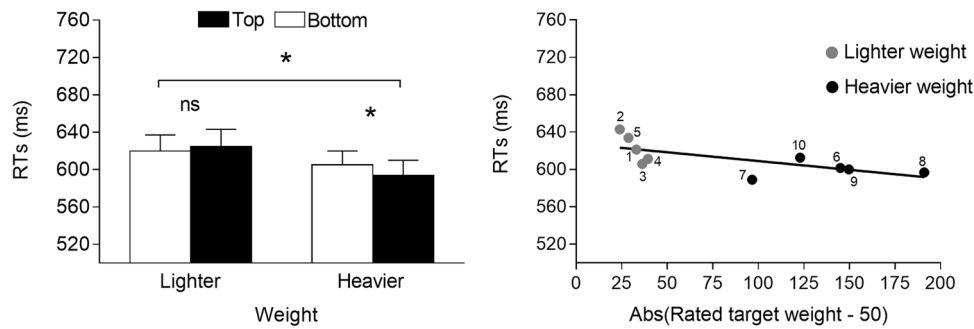 Top Bottom
760
720
680
640
600
560
520
RTs (ms)
*
ns
*
Lighter Heavier
Weight
760
720
680
640
600
560
520
RTs (ms)
Lighter weight
Heavier weight
2
5
1
4
3
10
6
7
9
8
0 25 50 75 100 125 150 175 200
Abs(Rated target weight - 50)